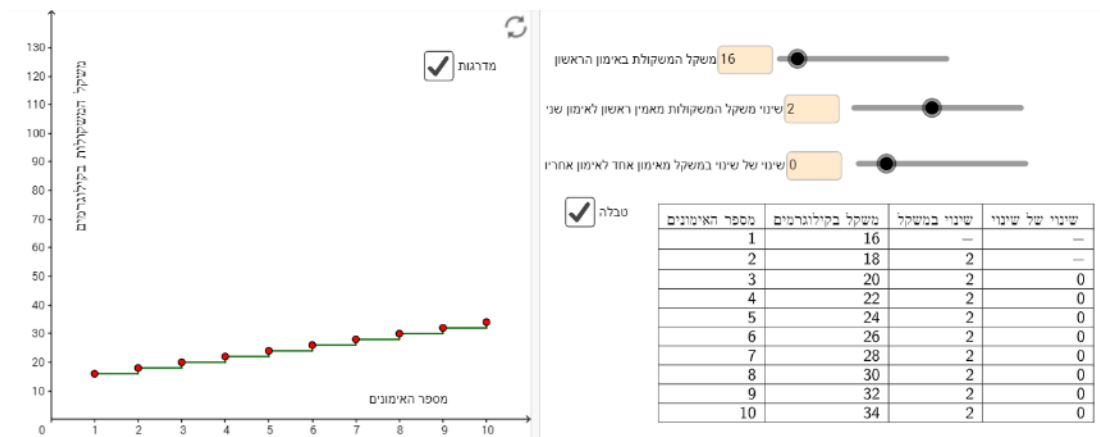 130
120
110
100
90
80
70
60
50
40
30
20
10
0
1 2 3 4 5 6 7 8 9 10
משקל המשקולות בקילוגרמים
מספר האימונים
מדרגות
משקל המשקולת באימון הראשון 16
שינוי משקל המשקולות מאמין ראשון לאימון שני 2
שינוי של שינוי במשקל מאימון אחד לאימון אחריו 0
טבלה
מספר האימונים משקל בקילוגרמים שינוי במשקל שינוי של שינוי
1 16 — —
2 18 2 —
3 20 2 0
4 22 2 0
5 24 2 0
6 26 2 0
7 28 2 0
8 30 2 0
9 32 2 0
10 34 2 0